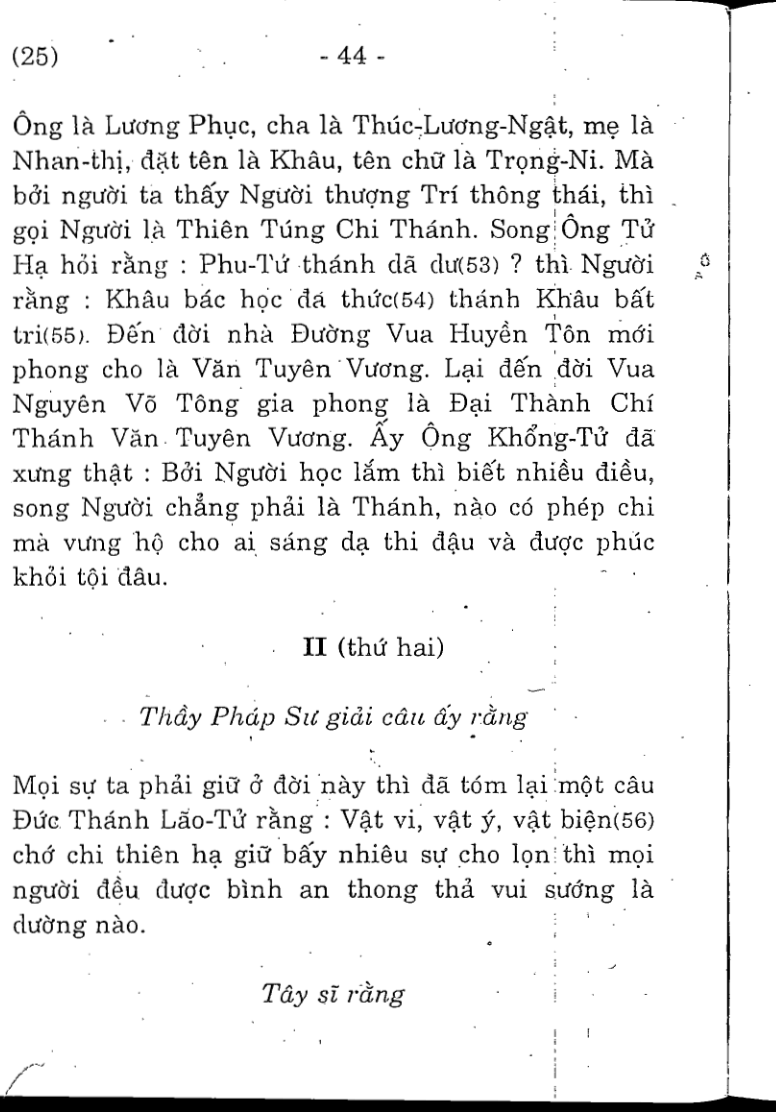 (25) - 44 -
Ông là Lương Phục, cha là Thúc-Lương-Ngật, mẹ là
Nhan-thị, đặt tên là Khâu, tên chữ là Trọng-Ni. Mà
bởi người ta thấy Người thượng Trí thông thái, thì
gọi Người là Thiên Túng Chi Thánh. Song Ông Tử
Hạ hỏi rằng : Phu-Tứ thánh dã dư(53) ? thì Người
rằng : Khâu bác học đá thức(54) thánh Khâu bất
tri(55). Đến đời nhà Đường Vua Huyền Tôn mới
phong cho là Văn Tuyên Vương. Lại đến đời Vua
Nguyên Võ Tông gia phong là Đại Thành Chí
Thánh Văn Tuyên Vương. Ấy Ông Khổng-Tử đã
xưng thật : Bởi Người học lắm thì biết nhiều điều,
song Người chẳng phải là Thánh, nào có phép chi
mà vưng hộ cho ai sáng dạ thi đậu và được phúc
khỏi tội đâu.
II (thứ hai)
Thầy Pháp Sư giải câu ấy rằng
Mọi sự ta phải giữ ở đời này thì đã tóm lại một câu
Đức Thánh Lão-Tử rằng : Vật vi, vật ý, vật biện(56)
chớ chi thiên hạ giữ bấy nhiêu sự cho lọn thì mọi
người đều được bình an thong thả vui sướng là
dường nào.
Tây sĩ rằng